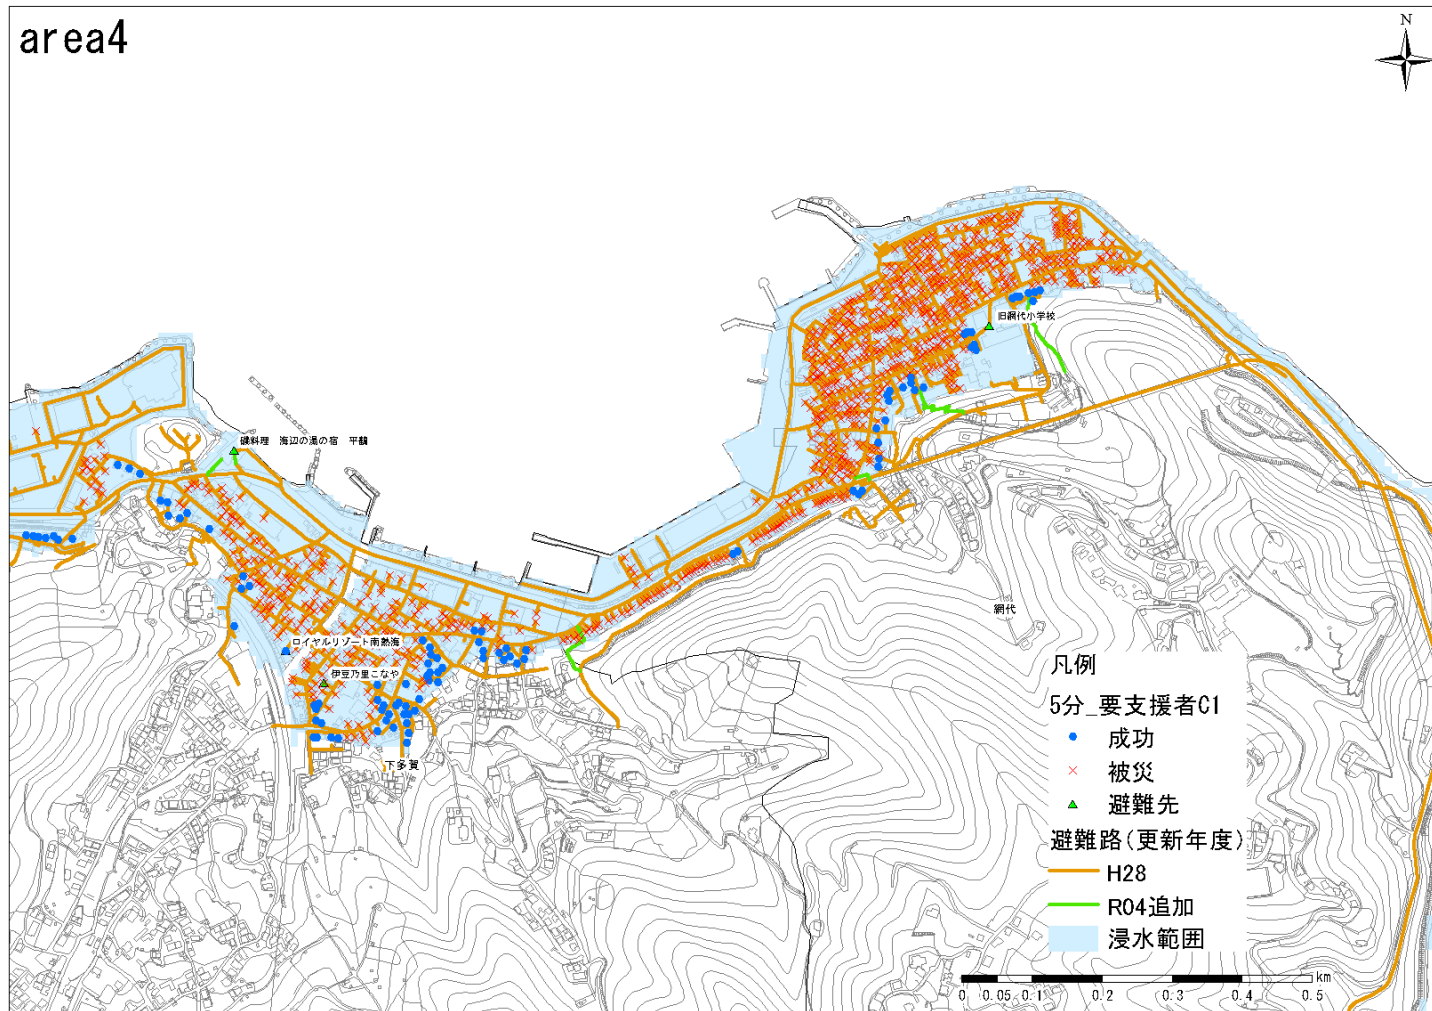 area4
N
旧網代小学校
磯料理 海辺の湯の宿 平鶴
網代
ロイヤルリゾート南熱海
伊豆乃里こなや
下多賀
凡例
5分_要支援者C1
成功
被災
避難先
避難路(更新年度)
H28
R04追加
浸水範囲
km
0 0.05 0.1 0.2 0.3 0.4 0.5